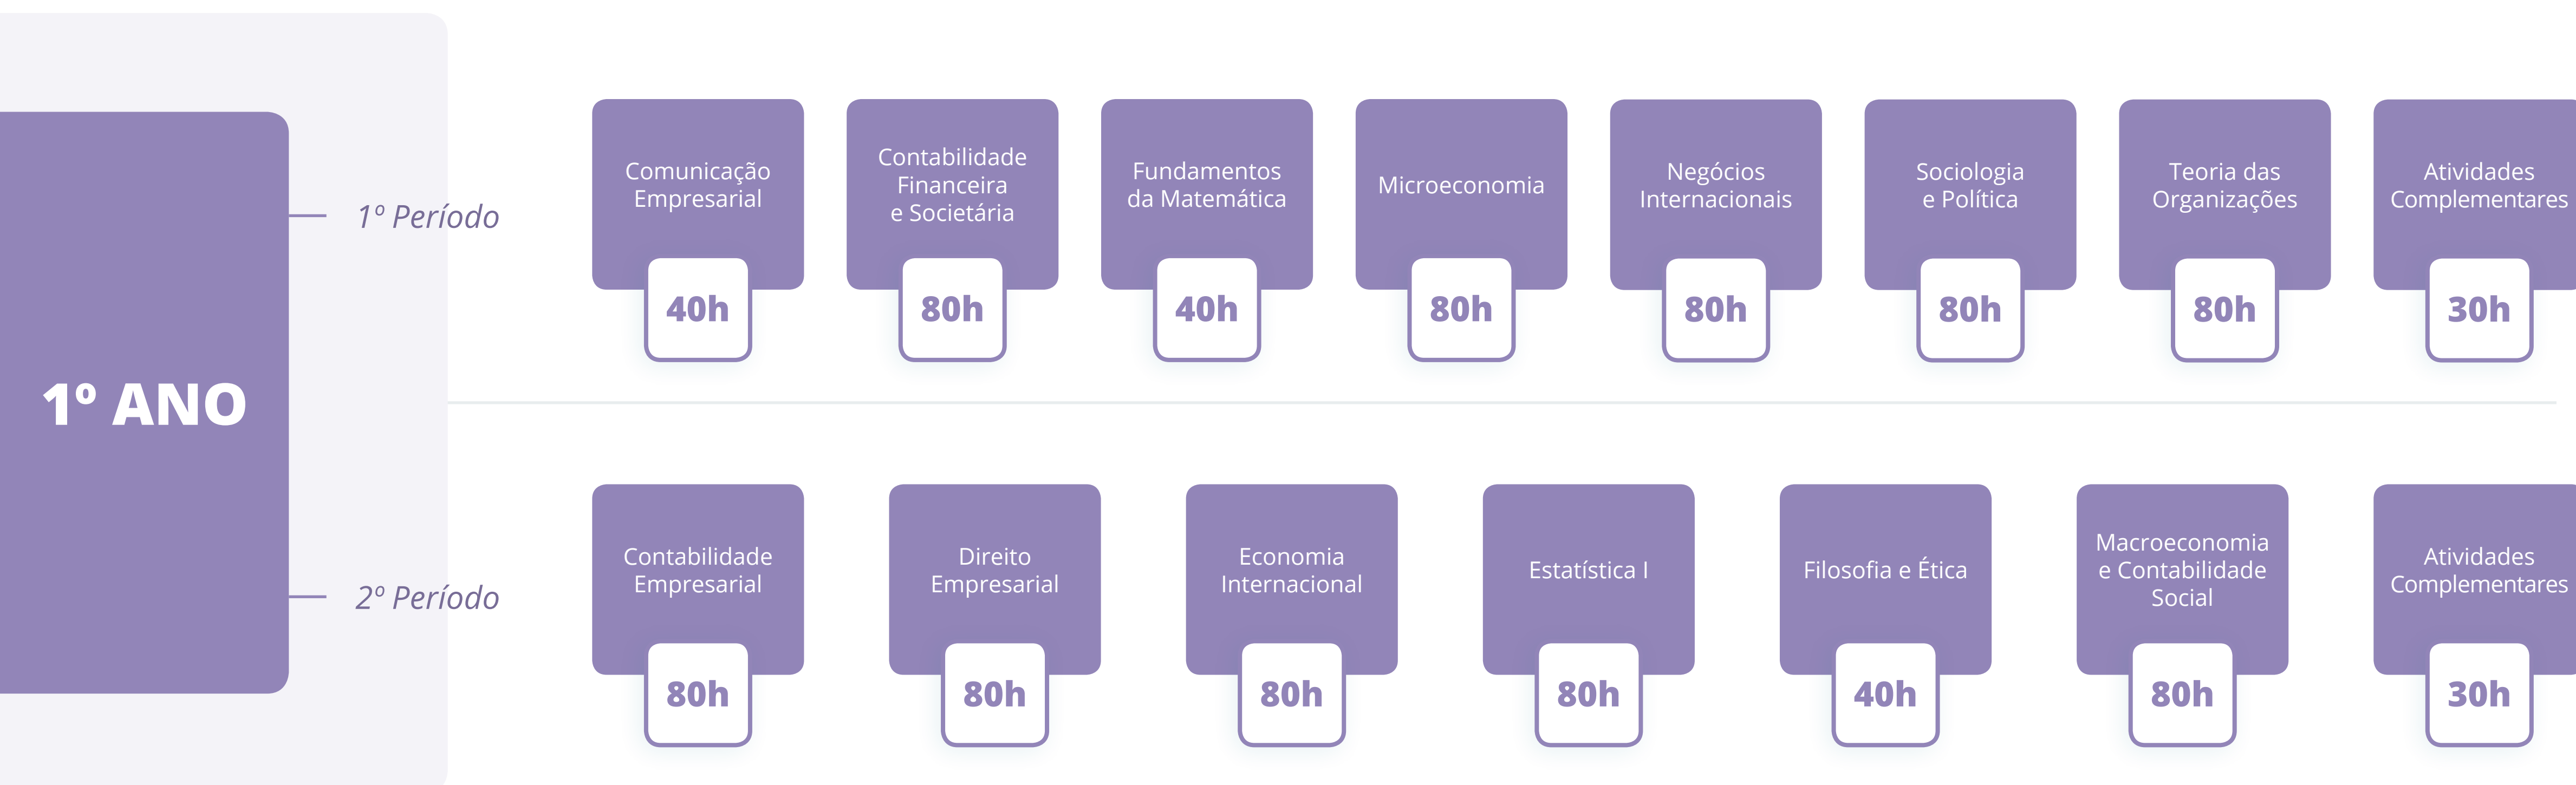 1º ANO
1º Período
Comunicação
Empresarial
40h
Contabilidade
Financeira
e Societária
80h
Fundamentos
da Matemática
40h
Microeconomia
80h
Negócios
Internacionais
80h
Sociologia
e Política
80h
Teoria das
Organizações
80h
Atividades
Complementares
30h
2º Período
Contabilidade
Empresarial
80h
Direito
Empresarial
80h
Economia
Internacional
80h
Estatística I
80h
Filosofia e Ética
40h
Macroeconomia
e Contabilidade
Social
80h
Atividades
Complementares
30h